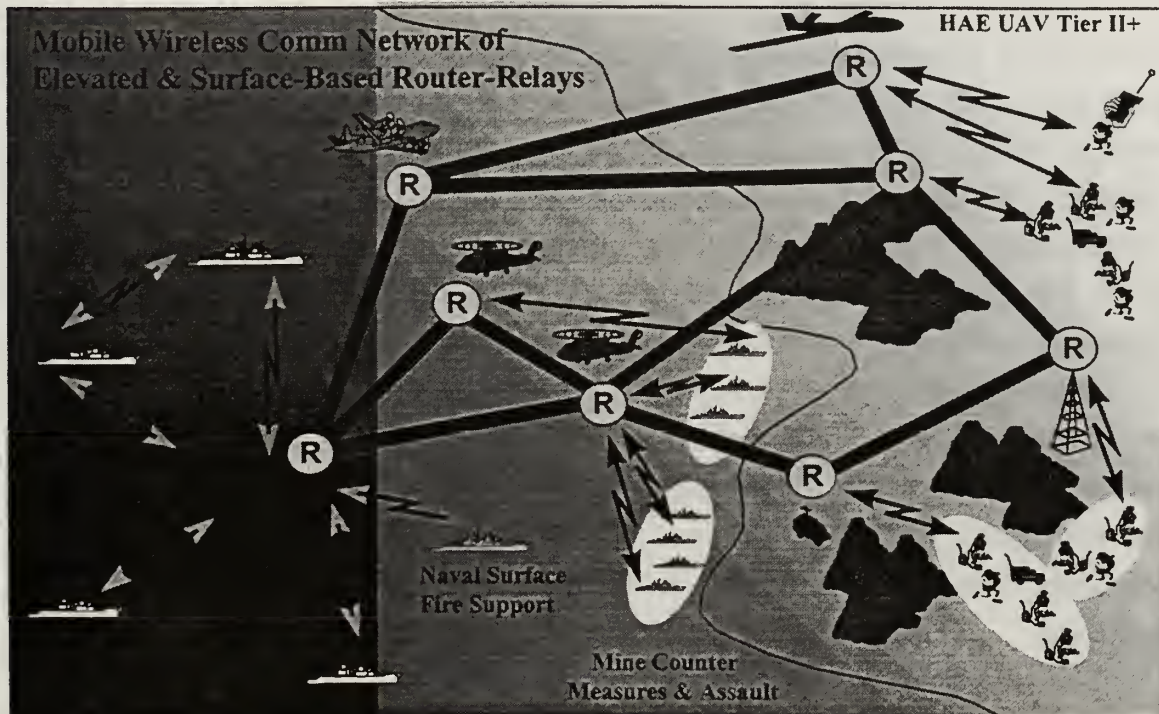 Mobile Wireless Comm Network of
Elevated & Surface-Based Router-Relays
HAE UAV Tier II+
R
R
R
R
R
R
R
R
Naval Surface
Fire Support
Mine Counter
Measures & Assault